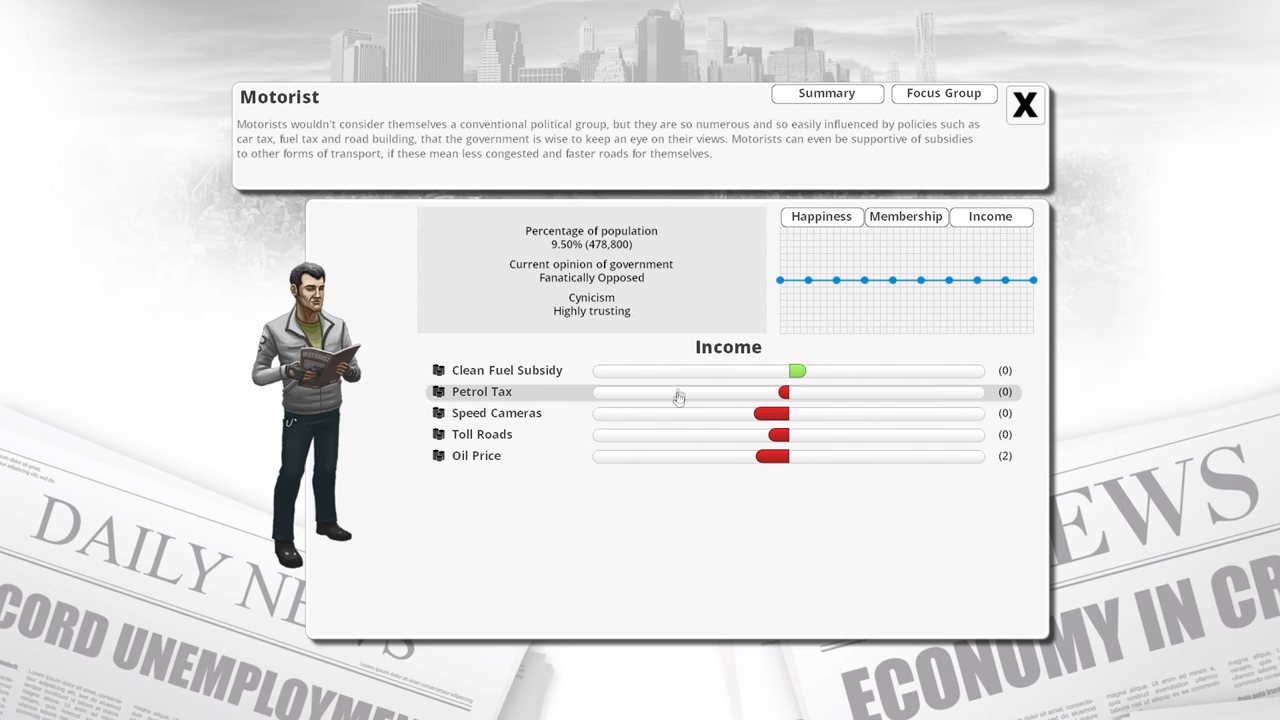 Motorist
Summary
Focus Group
X
Motorists wouldn't consider themselves a conventional political group, but they are so numerous and so easily influenced by policies such as
car tax, fuel tax and road building, that the government is wise to keep an eye on their views. Motorists can even be supportive of subsidies
to other forms of transport, if these mean less congested and faster roads for themselves.
Percentage of population
9.50% (478,800)
Current opinion of government
Fanatically Opposed
Cynicism
Highly trusting
Happiness
Membership
Income
Income
Clean Fuel Subsidy
(0)
Petrol Tax
(0)
Speed Cameras
(0)
Toll Roads
(0)
Oil Price
(2)
MOTORIST
DAILY NE
CORD UNEMPLOYM
EWS
ECONOMY IN CR